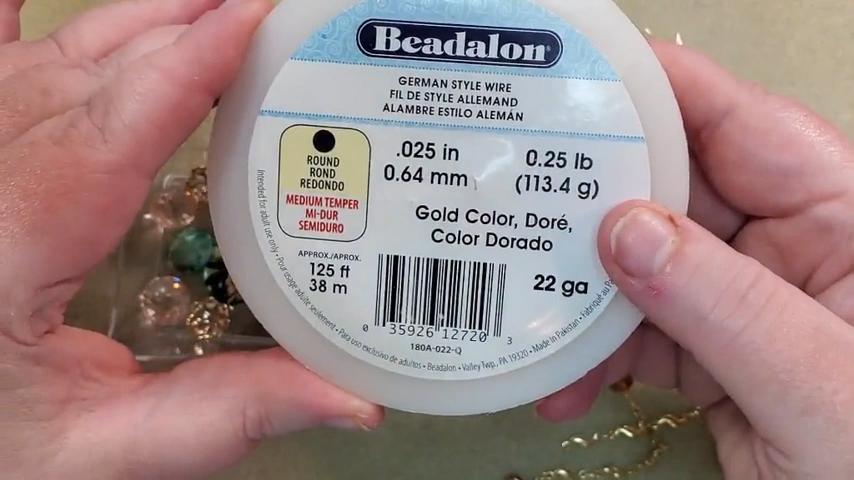 Beadalon®
GERMAN STYLE WIRE
FIL DE STYLE ALLEMAND
ALAMBRE ESTILO ALEMÁN
ROUND
ROND
REDONDO
MEDIUM TEMPER
MI-DUR
SEMIDURO
.025 in
0.64 mm
0.25 lb
(113.4 g)
Gold Color, Doré,
Color Dorado
APPROX./APROX.
125 ft
38 m
22 ga
0 35926 12720 3
180A-022-Q
Intended for adult use only • Pour usage adulte seulement • Para uso exclusivo de adultos • Beadalon • Valley Twp, PA 19320 • Made in Pakistan • Fabriqué au